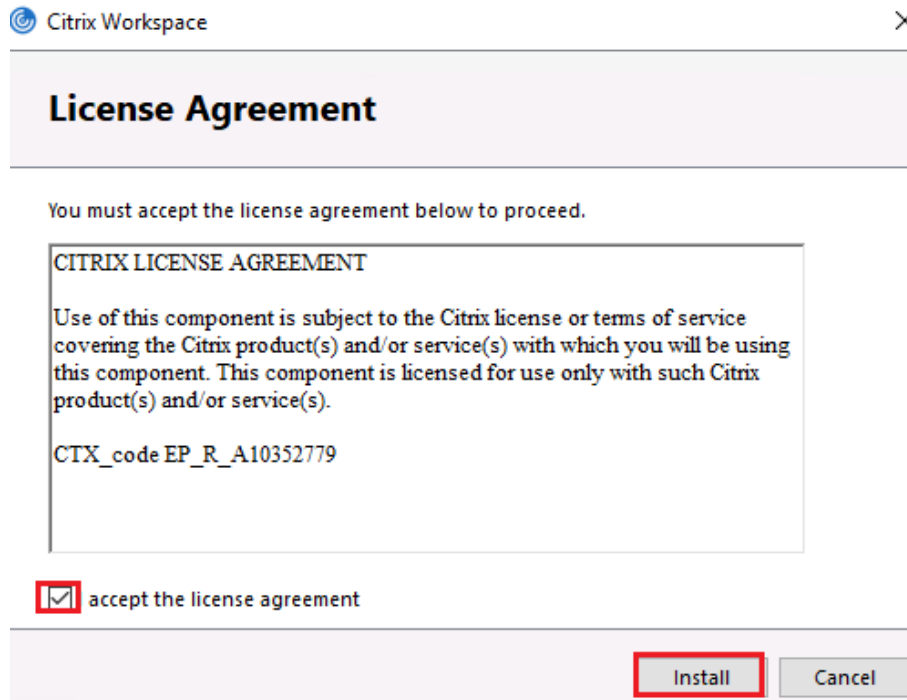 Citrix Workspace
License Agreement
You must accept the license agreement below to proceed.
CITRIX LICENSE AGREEMENT
Use of this component is subject to the Citrix license or terms of service
covering the Citrix product(s) and/or service(s) with which you will be using
this component. This component is licensed for use only with such Citrix
product(s) and/or service(s).
CTX_code EP_R_A10352779
accept the license agreement
Install
Cancel